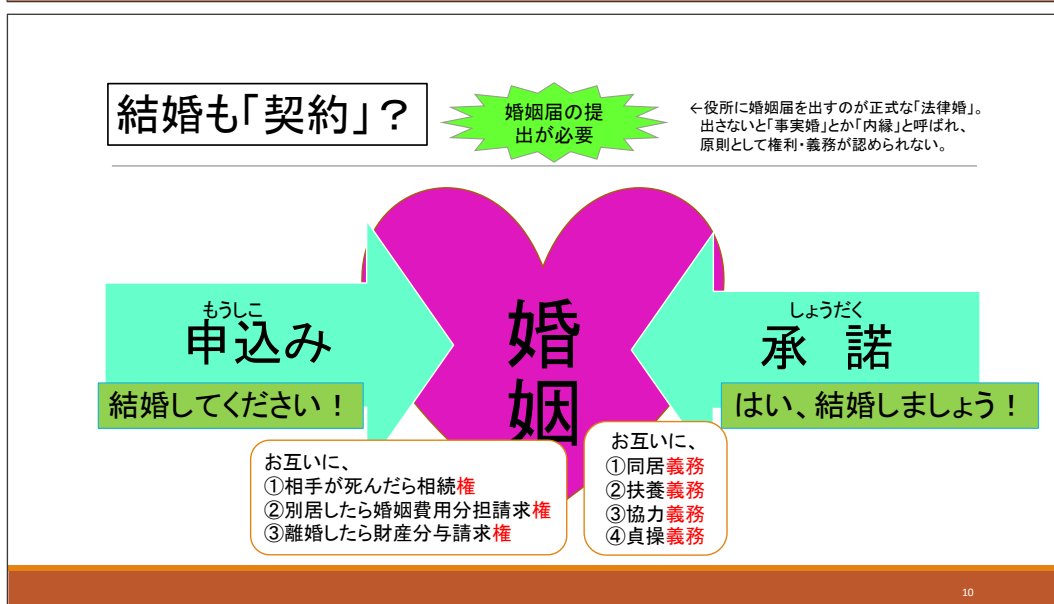 結婚も「契約」?
婚姻届の提
出が必要
←役所に婚姻届を出すのが正式な「法律婚」。
出さないと「事実婚」とか「内縁」と呼ばれ、
原則として権利・義務が認められない。
もうしこ
申込み
結婚してください!
婚
姻
しょうだく
承 諾
はい、結婚しましょう!
お互いに、
①相手が死んだら相続権
②別居したら婚姻費用分担請求権
③離婚したら財産分与請求権
お互いに、
①同居義務
②扶養義務
③協力義務
④貞操義務
10